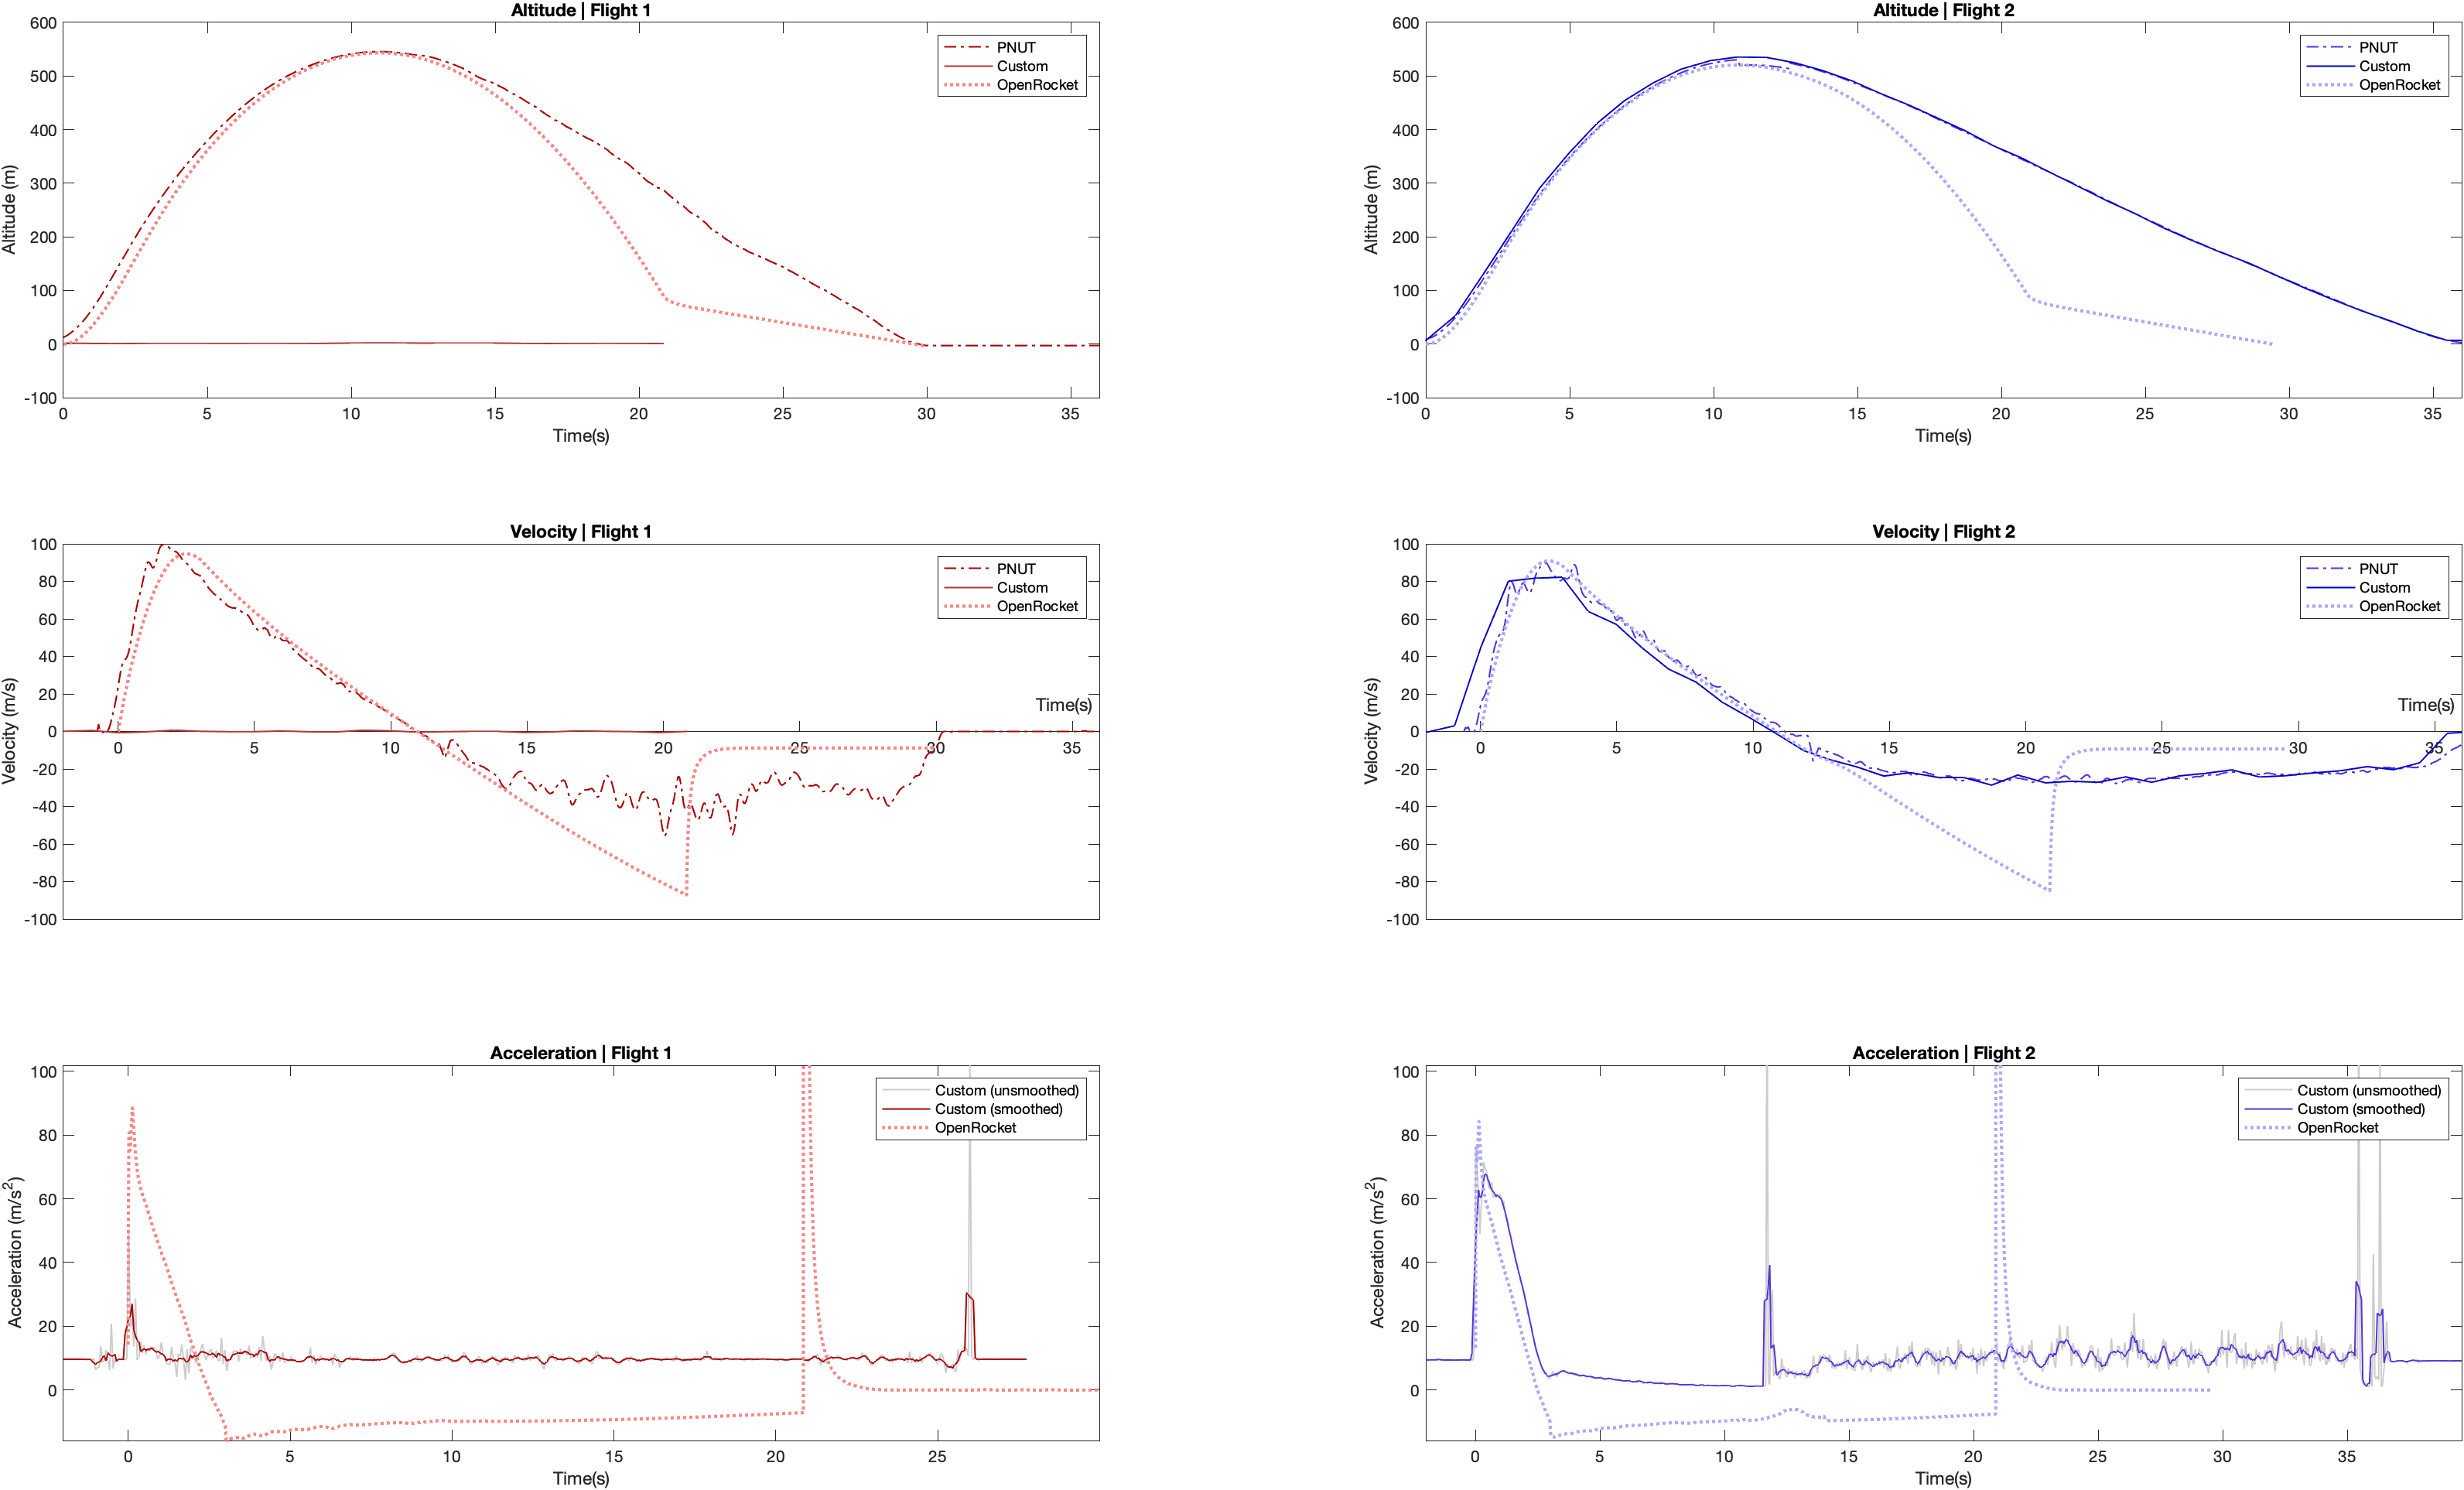 Altitude | Flight 1
600
500
400
300
200
100
0
-100
Altitude (m)
0 5 10 15 20 25 30 35
Time(s)
PNUT
Custom
OpenRocket
Altitude | Flight 2
600
500
400
300
200
100
0
-100
Altitude (m)
0 5 10 15 20 25 30 35
Time(s)
PNUT
Custom
OpenRocket
Velocity | Flight 1
100
80
60
40
20
0
-20
-40
-60
-80
-100
Velocity (m/s)
0 5 10 15 20 25 30 35
Time(s)
PNUT
Custom
OpenRocket
Velocity | Flight 2
100
80
60
40
20
0
-20
-40
-60
-80
-100
Velocity (m/s)
0 5 10 15 20 25 30 35
Time(s)
PNUT
Custom
OpenRocket
Acceleration | Flight 1
100
80
60
40
20
0
Acceleration (m/s²)
0 5 10 15 20 25
Time(s)
Custom (unsmoothed)
Custom (smoothed)
OpenRocket
Acceleration | Flight 2
100
80
60
40
20
0
Acceleration (m/s²)
0 5 10 15 20 25 30 35
Time(s)
Custom (unsmoothed)
Custom (smoothed)
OpenRocket